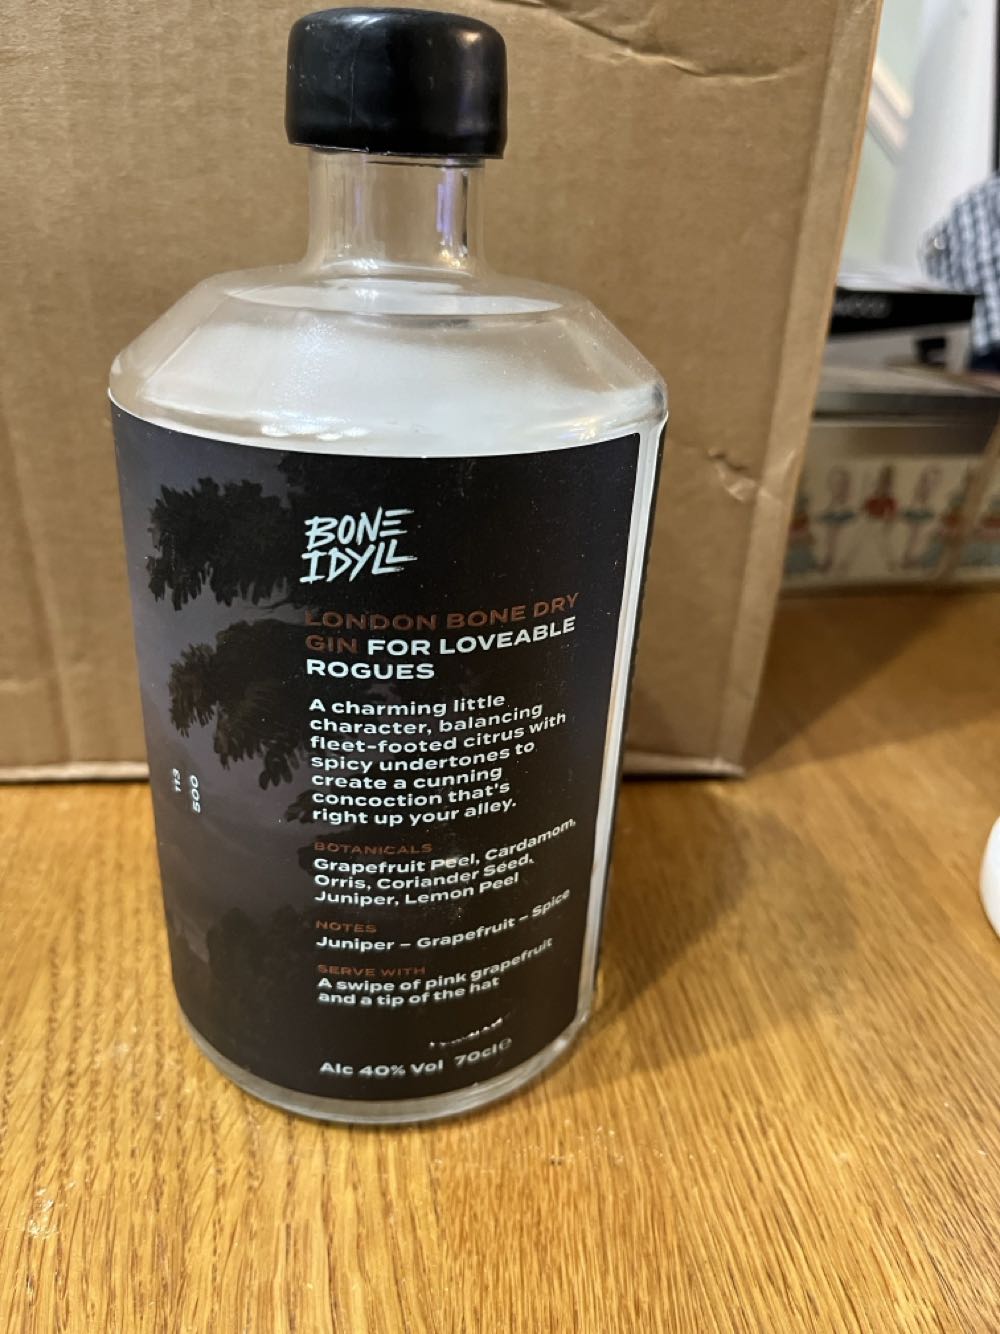 BONE
IDYLL
LONDON BONE DRY
GIN FOR LOVEABLE
ROGUES
A charming little
character, balancing
fleet-footed citrus with
spicy undertones to
create a cunning
concoction that's
right up your alley.
BOTANICALS
Grapefruit Peel, Cardamom,
Orris, Coriander Seed,
Juniper, Lemon Peel
NOTES
Juniper – Grapefruit – Spice
SERVE WITH
A swipe of pink grapefruit
and a tip of the hat
Alc 40% Vol 70cl e
113
500